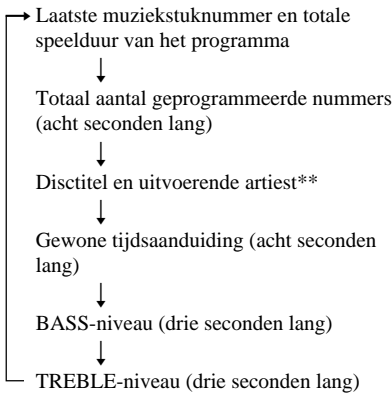 Laatste muziekstuknummer en totale
speelduur van het programma
Totaal aantal geprogrammeerde nummers
(acht seconden lang)
Disctitel en uitvoerende artiest**
Gewone tijdsaanduiding (acht seconden
lang)
BASS-niveau (drie seconden lang)
TREBLE-niveau (drie seconden lang)